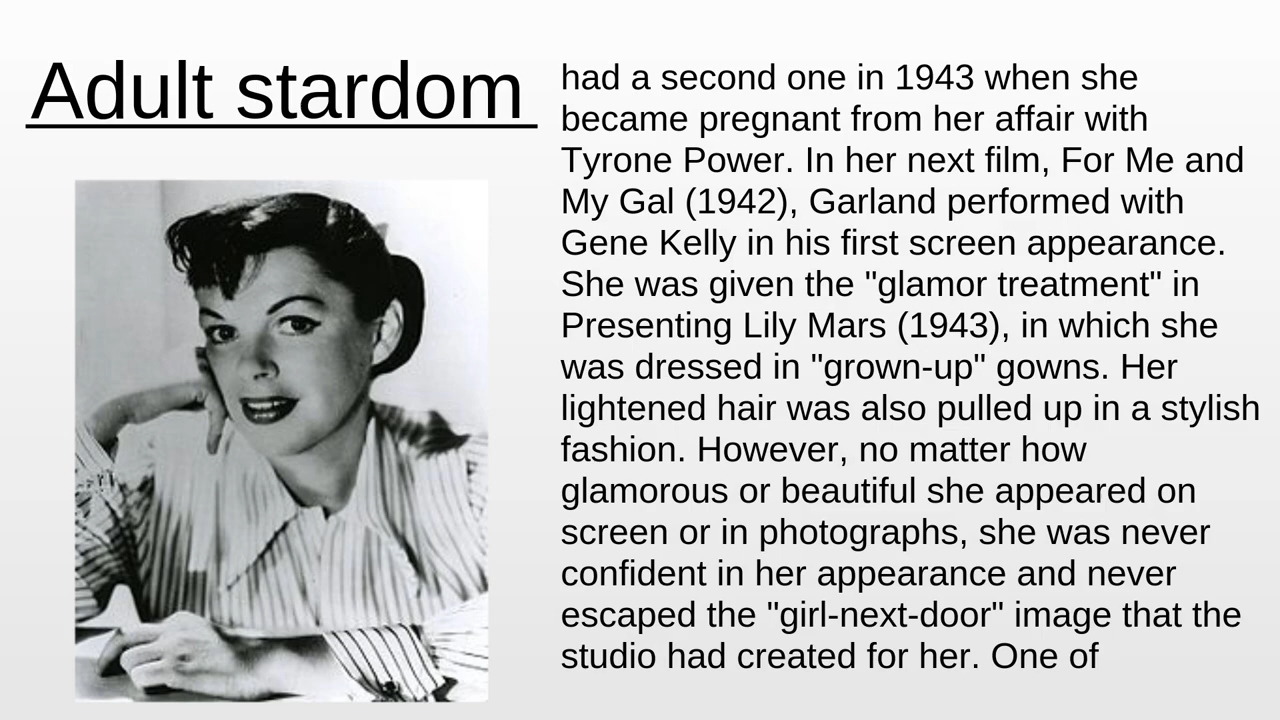 Adult stardom
had a second one in 1943 when she
became pregnant from her affair with
Tyrone Power. In her next film, For Me and
My Gal (1942), Garland performed with
Gene Kelly in his first screen appearance.
She was given the "glamor treatment" in
Presenting Lily Mars (1943), in which she
was dressed in "grown-up" gowns. Her
lightened hair was also pulled up in a stylish
fashion. However, no matter how
glamorous or beautiful she appeared on
screen or in photographs, she was never
confident in her appearance and never
escaped the "girl-next-door" image that the
studio had created for her. One of